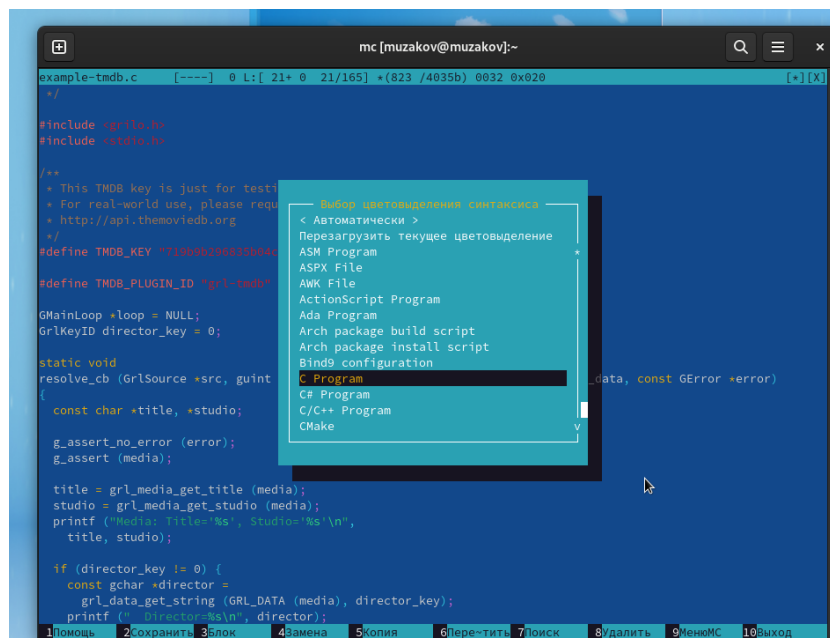 mc [muzakov@muzakov]:~
example-tmdb.c [----] 0 L:[ 21+ 0 21/165] *(823 /4035b) 0032 0x020 [*][X]
*/
#include <grilo.h>
#include <stdio.h>
/**
* This TMDB key is just for testi
* For real-world use, please requ
* http://api.themoviedb.org
*/
#define TMDB_KEY
#define TMDB_PLUGIN_ID "grl-tmdb"
GMainLoop *loop = NULL;
GrlKeyID director_key = 0;
static void
resolve_cb (GrlSource *src, guint _data, const GError *error)
{
const char *title, *studio;
g_assert_no_error (error);
g_assert (media);
title = grl_media_get_title (media);
studio = grl_media_get_studio (media);
printf ("Media: Title='%s', Studio='%s'\n",
title, studio);
if (director_key != 0) {
const gchar *director =
grl_data_get_string (GRL_DATA (media), director_key);
printf (" Director=%s\n", director);
Выбор цветовыделения синтаксиса
< Автоматически >
Перезагрузить текущее цветовыделение
ASM Program
ASPX File
AWK File
ActionScript Program
Ada Program
Arch package build script
Arch package install script
Bind9 configuration
C Program
C# Program
C/C++ Program
CMake
1Помощь 2Сохранить 3Блок 4Замена 5Копия 6Пере~тить 7Поиск 8Удалить 9МенюMC 10Выход